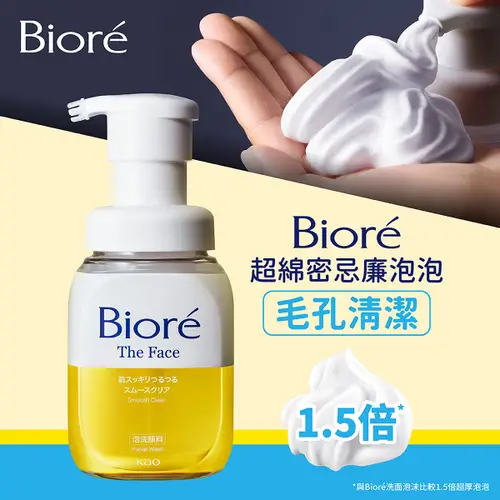 Bioré
Bioré
超綿密忌廉泡泡
毛孔清潔
1.5倍*
*與Bioré洗面泡沫比較1.5倍超厚泡泡
Bioré
The Face
肌スッキリつるつる
スムースクリア
Smooth Clear
泡洗顔料
Facial Wash
Kao